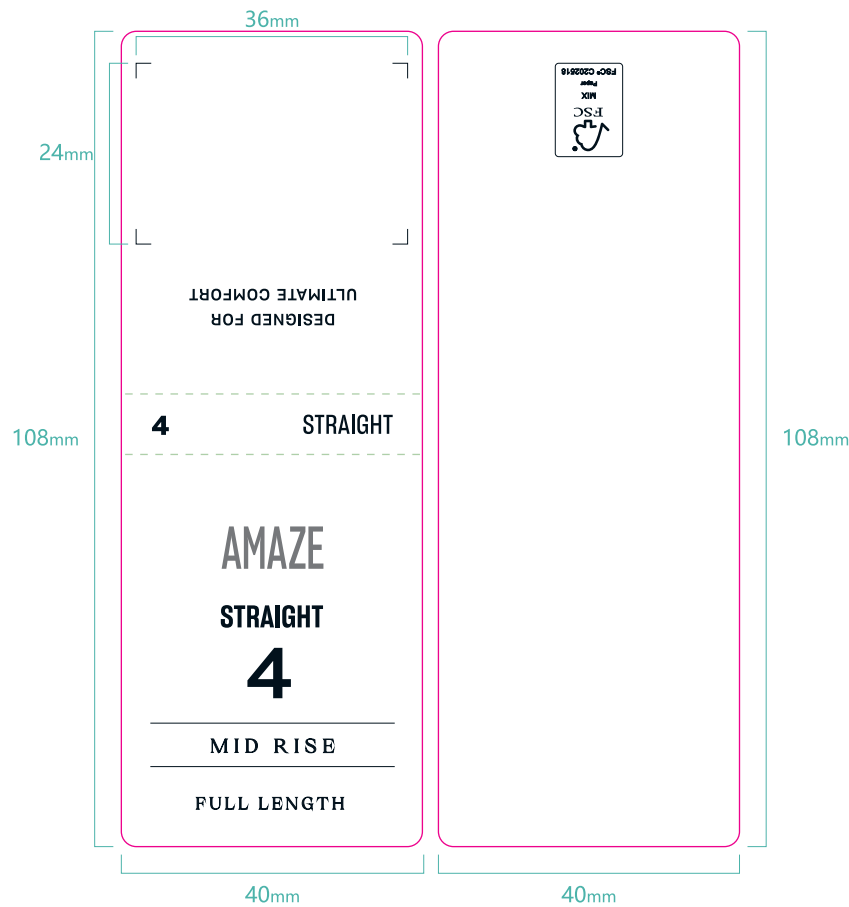 36mm
24mm
FSC® C202616
Paper
MIX
FSC
DESIGNED FOR
ULTIMATE COMFORT
4 STRAIGHT
108mm
108mm
AMAZE
STRAIGHT
4
MID RISE
FULL LENGTH
40mm
40mm